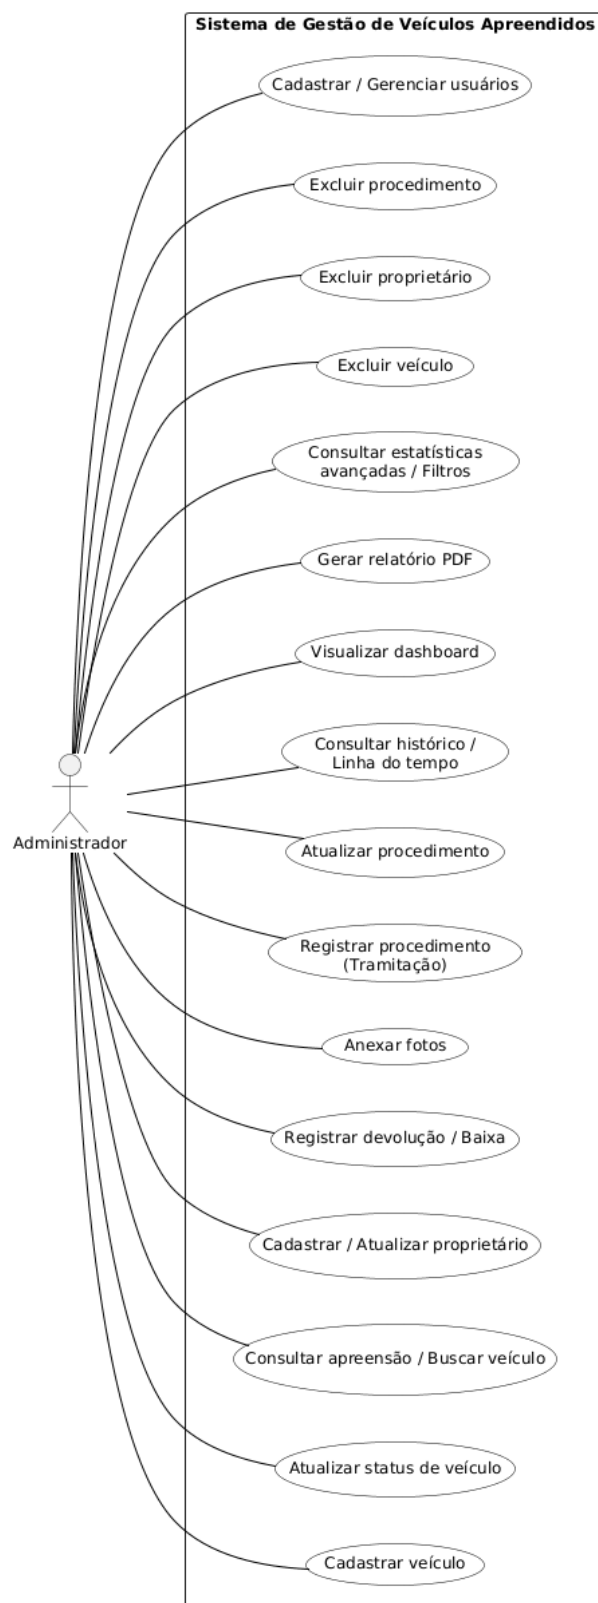 Sistema de Gestão de Veículos Apreendidos
Cadastrar / Gerenciar usuários
Excluir procedimento
Excluir proprietário
Excluir veículo
Consultar estatísticas
avançadas / Filtros
Gerar relatório PDF
Visualizar dashboard
Consultar histórico /
Linha do tempo
Administrador
Atualizar procedimento
Registrar procedimento
(Tramitação)
Anexar fotos
Registrar devolução / Baixa
Cadastrar / Atualizar proprietário
Consultar apreensão / Buscar veículo
Atualizar status de veículo
Cadastrar veículo